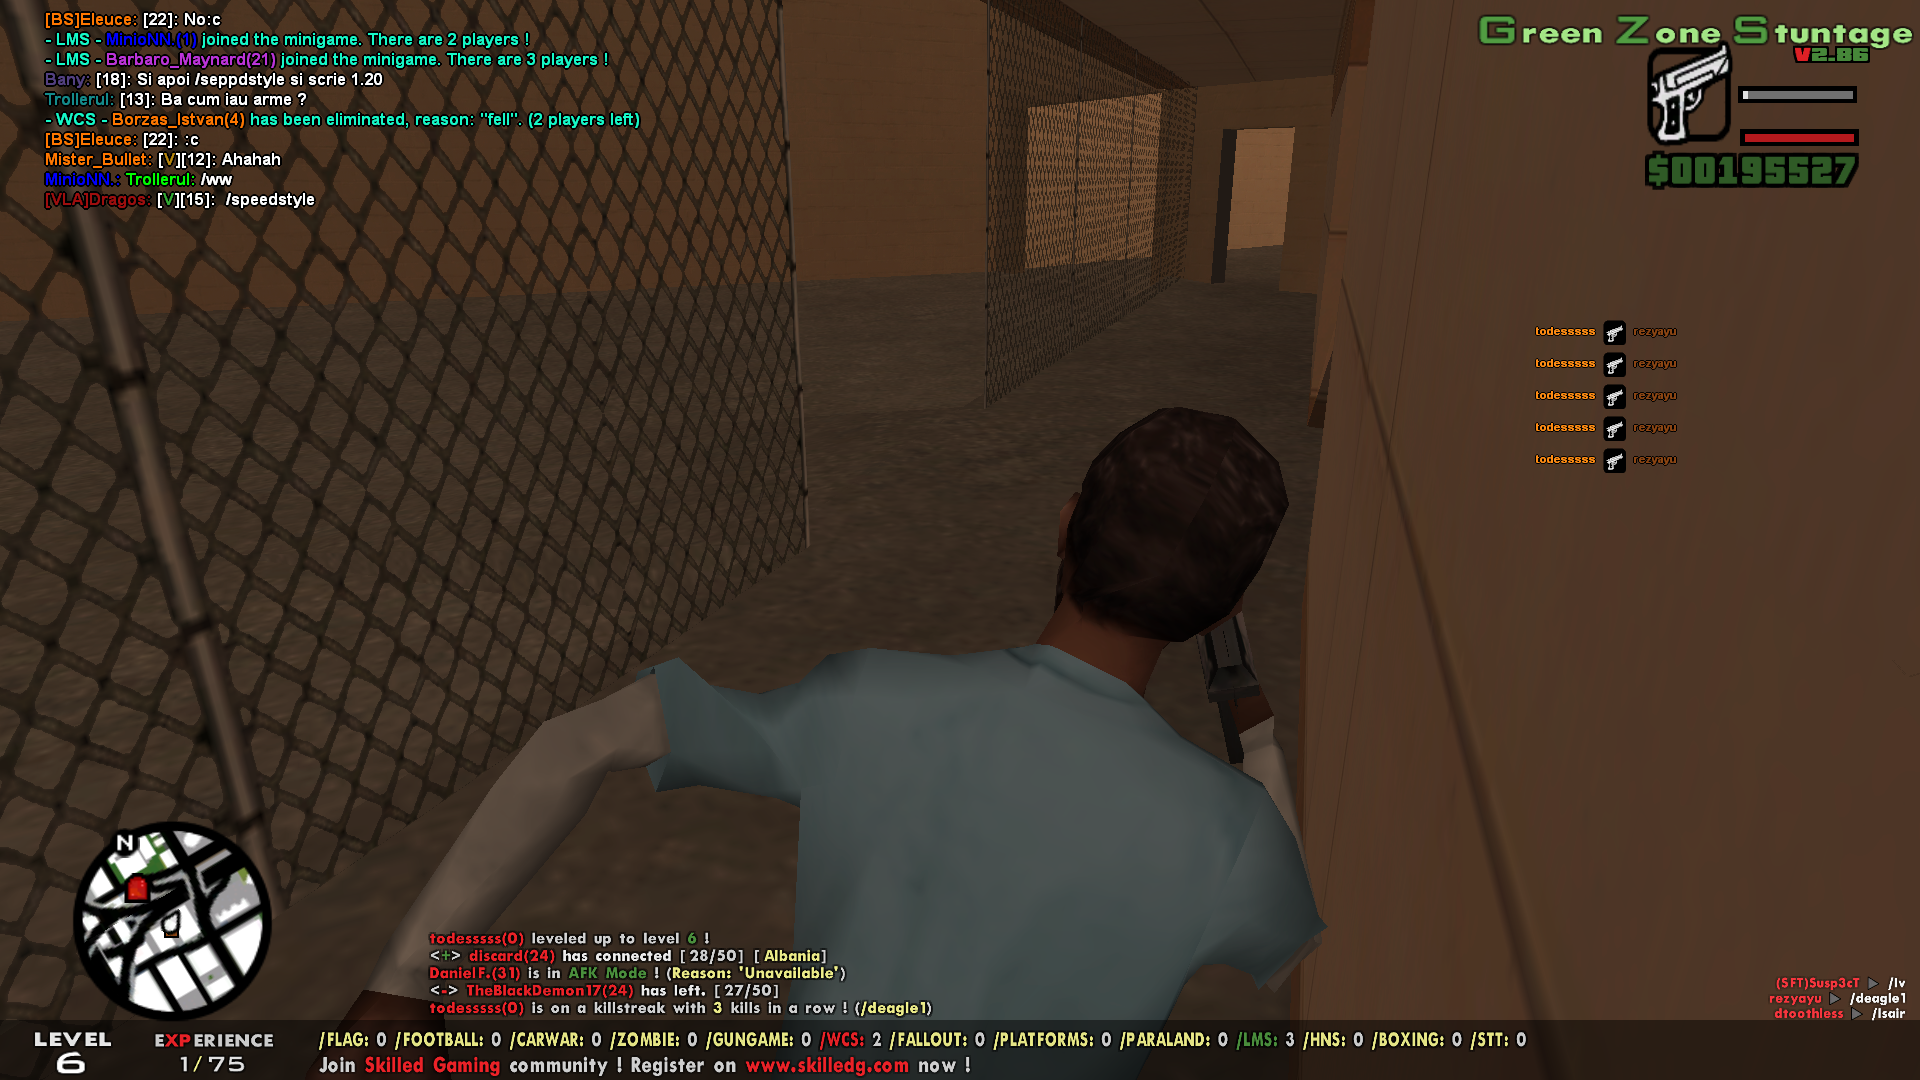 [BS]Eleuce: [22]: No:c
- LMS - MinioNN.(1) joined the minigame. There are 2 players !
- LMS - Barbaro_Maynard(21) joined the minigame. There are 3 players !
Bany: [18]: Si apoi /seppdstyle si scrie 1.20
Trollerul: [13]: Ba cum iau arme ?
- WCS - Borzas_Istvan(4) has been eliminated, reason: "fell". (2 players left)
[BS]Eleuce: [22]: :c
Mister_Bullet: [V][12]: Ahahah
MinioNN.: Trollerul: /ww
[VLA]Dragos: [V][15]: /speedstyle
Green Zone Stuntage
V2.86
$00195527
todesssss rezyayu
todesssss rezyayu
todesssss rezyayu
todesssss rezyayu
todesssss rezyayu
N
todesssss(0) leveled up to level 6 !
<+> discard(24) has connected [ 28/50] [ Albania]
DanielF.(31) is in AFK Mode ! (Reason: 'Unavailable')
<-> TheBlackDemon17(24) has left. [ 27/50]
todesssss(0) is on a killstreak with 3 kills in a row ! (/deagle1)
(SFT)Susp3cT /lv
rezyayu /deagle1
dtoothless /lsair
LEVEL
6
EXPERIENCE
1/75
/FLAG: 0 /FOOTBALL: 0 /CARWAR: 0 /ZOMBIE: 0 /GUNGAME: 0 /WCS: 2 /FALLOUT: 0 /PLATFORMS: 0 /PARALAND: 0 /LMS: 3 /HNS: 0 /BOXING: 0 /STT: 0
Join Skilled Gaming community ! Register on www.skilledg.com now !